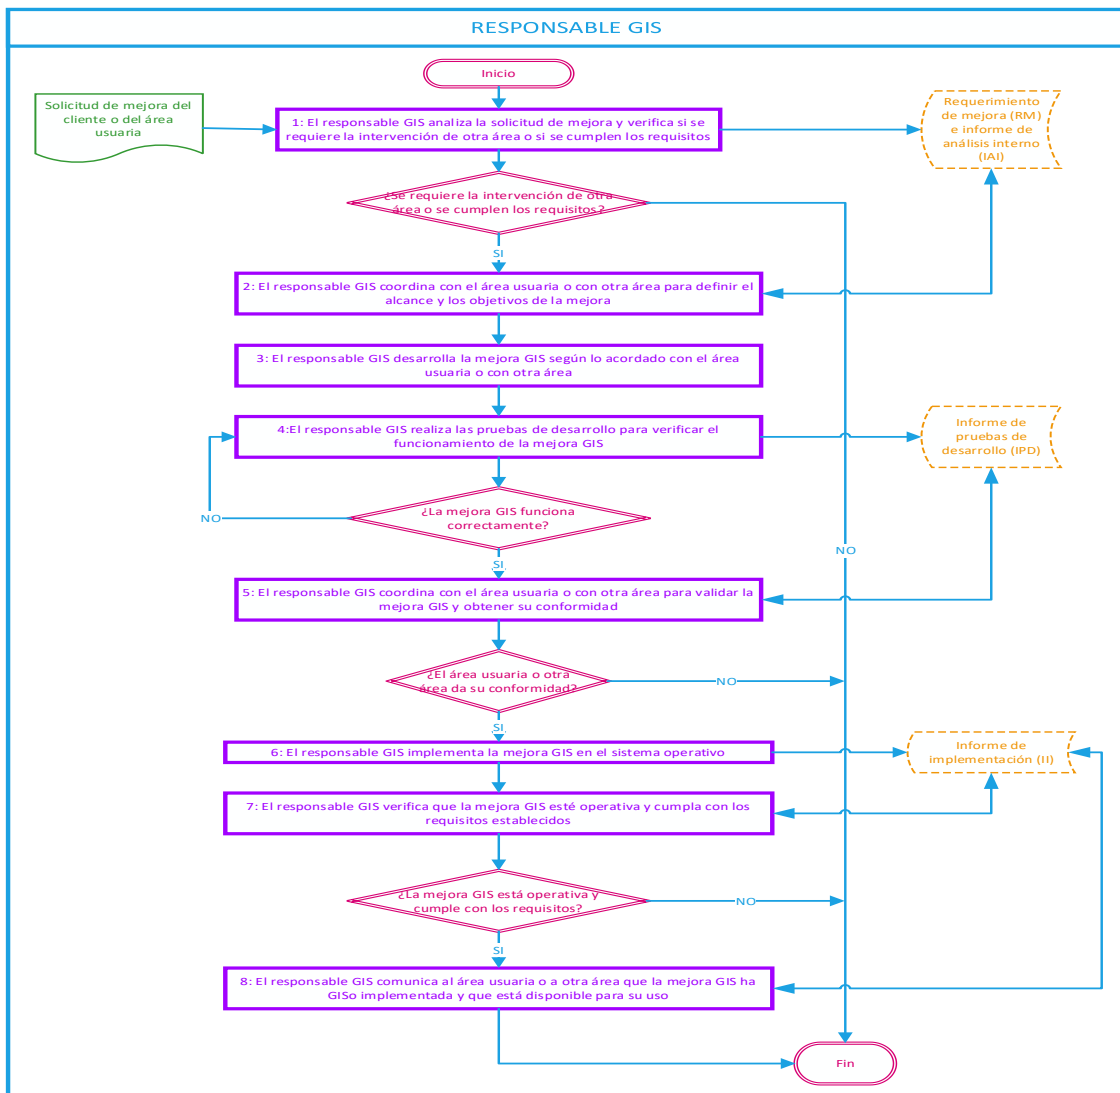 RESPONSABLE GIS
Inicio
Solicitud de mejora del
cliente o del área
usuaria
1: El responsable GIS analiza la solicitud de mejora y verifica si se
requiere la intervención de otra área o si se cumplen los requisitos
Requerimiento
de mejora (RM)
e informe de
análisis interno
(IAI)
¿Se requiere la intervención de otra
área o se cumplen los requisitos?
SI
2: El responsable GIS coordina con el área usuaria o con otra área para definir el
alcance y los objetivos de la mejora
3: El responsable GIS desarrolla la mejora GIS según lo acordado con el área
usuaria o con otra área
4:El responsable GIS realiza las pruebas de desarrollo para verificar el
funcionamiento de la mejora GIS
Informe de
pruebas de
desarrollo (IPD)
¿La mejora GIS funciona
correctamente?
NO
NO
SI
5: El responsable GIS coordina con el área usuaria o con otra área para validar la
mejora GIS y obtener su conformidad
¿El área usuaria o otra
área da su conformidad?
NO
SI
6: El responsable GIS implementa la mejora GIS en el sistema operativo
Informe de
implementación (II)
7: El responsable GIS verifica que la mejora GIS esté operativa y cumpla con los
requisitos establecidos
¿La mejora GIS está operativa y
cumple con los requisitos?
NO
SI
8: El responsable GIS comunica al área usuaria o a otra área que la mejora GIS ha
GISo implementada y que está disponible para su uso
Fin